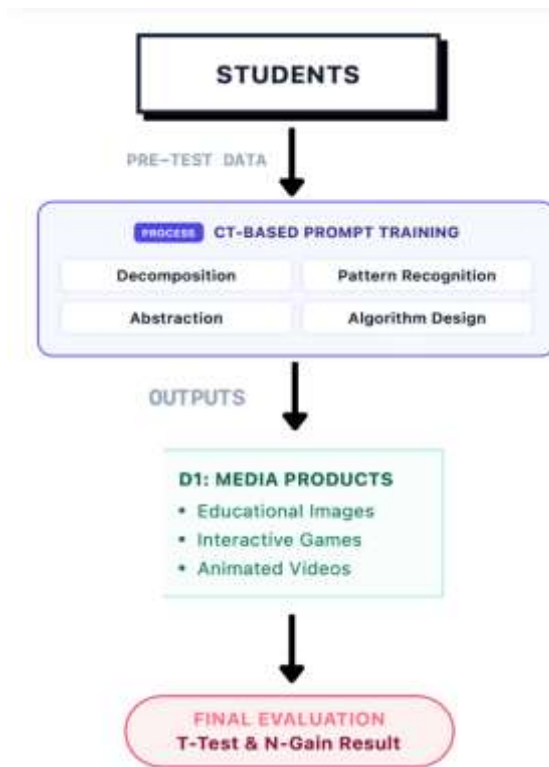 STUDENTS
PRE-TEST DATA
PROCESS CT-BASED PROMPT TRAINING
Decomposition Pattern Recognition
Abstraction Algorithm Design
OUTPUTS
D1: MEDIA PRODUCTS
• Educational Images
• Interactive Games
• Animated Videos
FINAL EVALUATION
T-Test & N-Gain Result